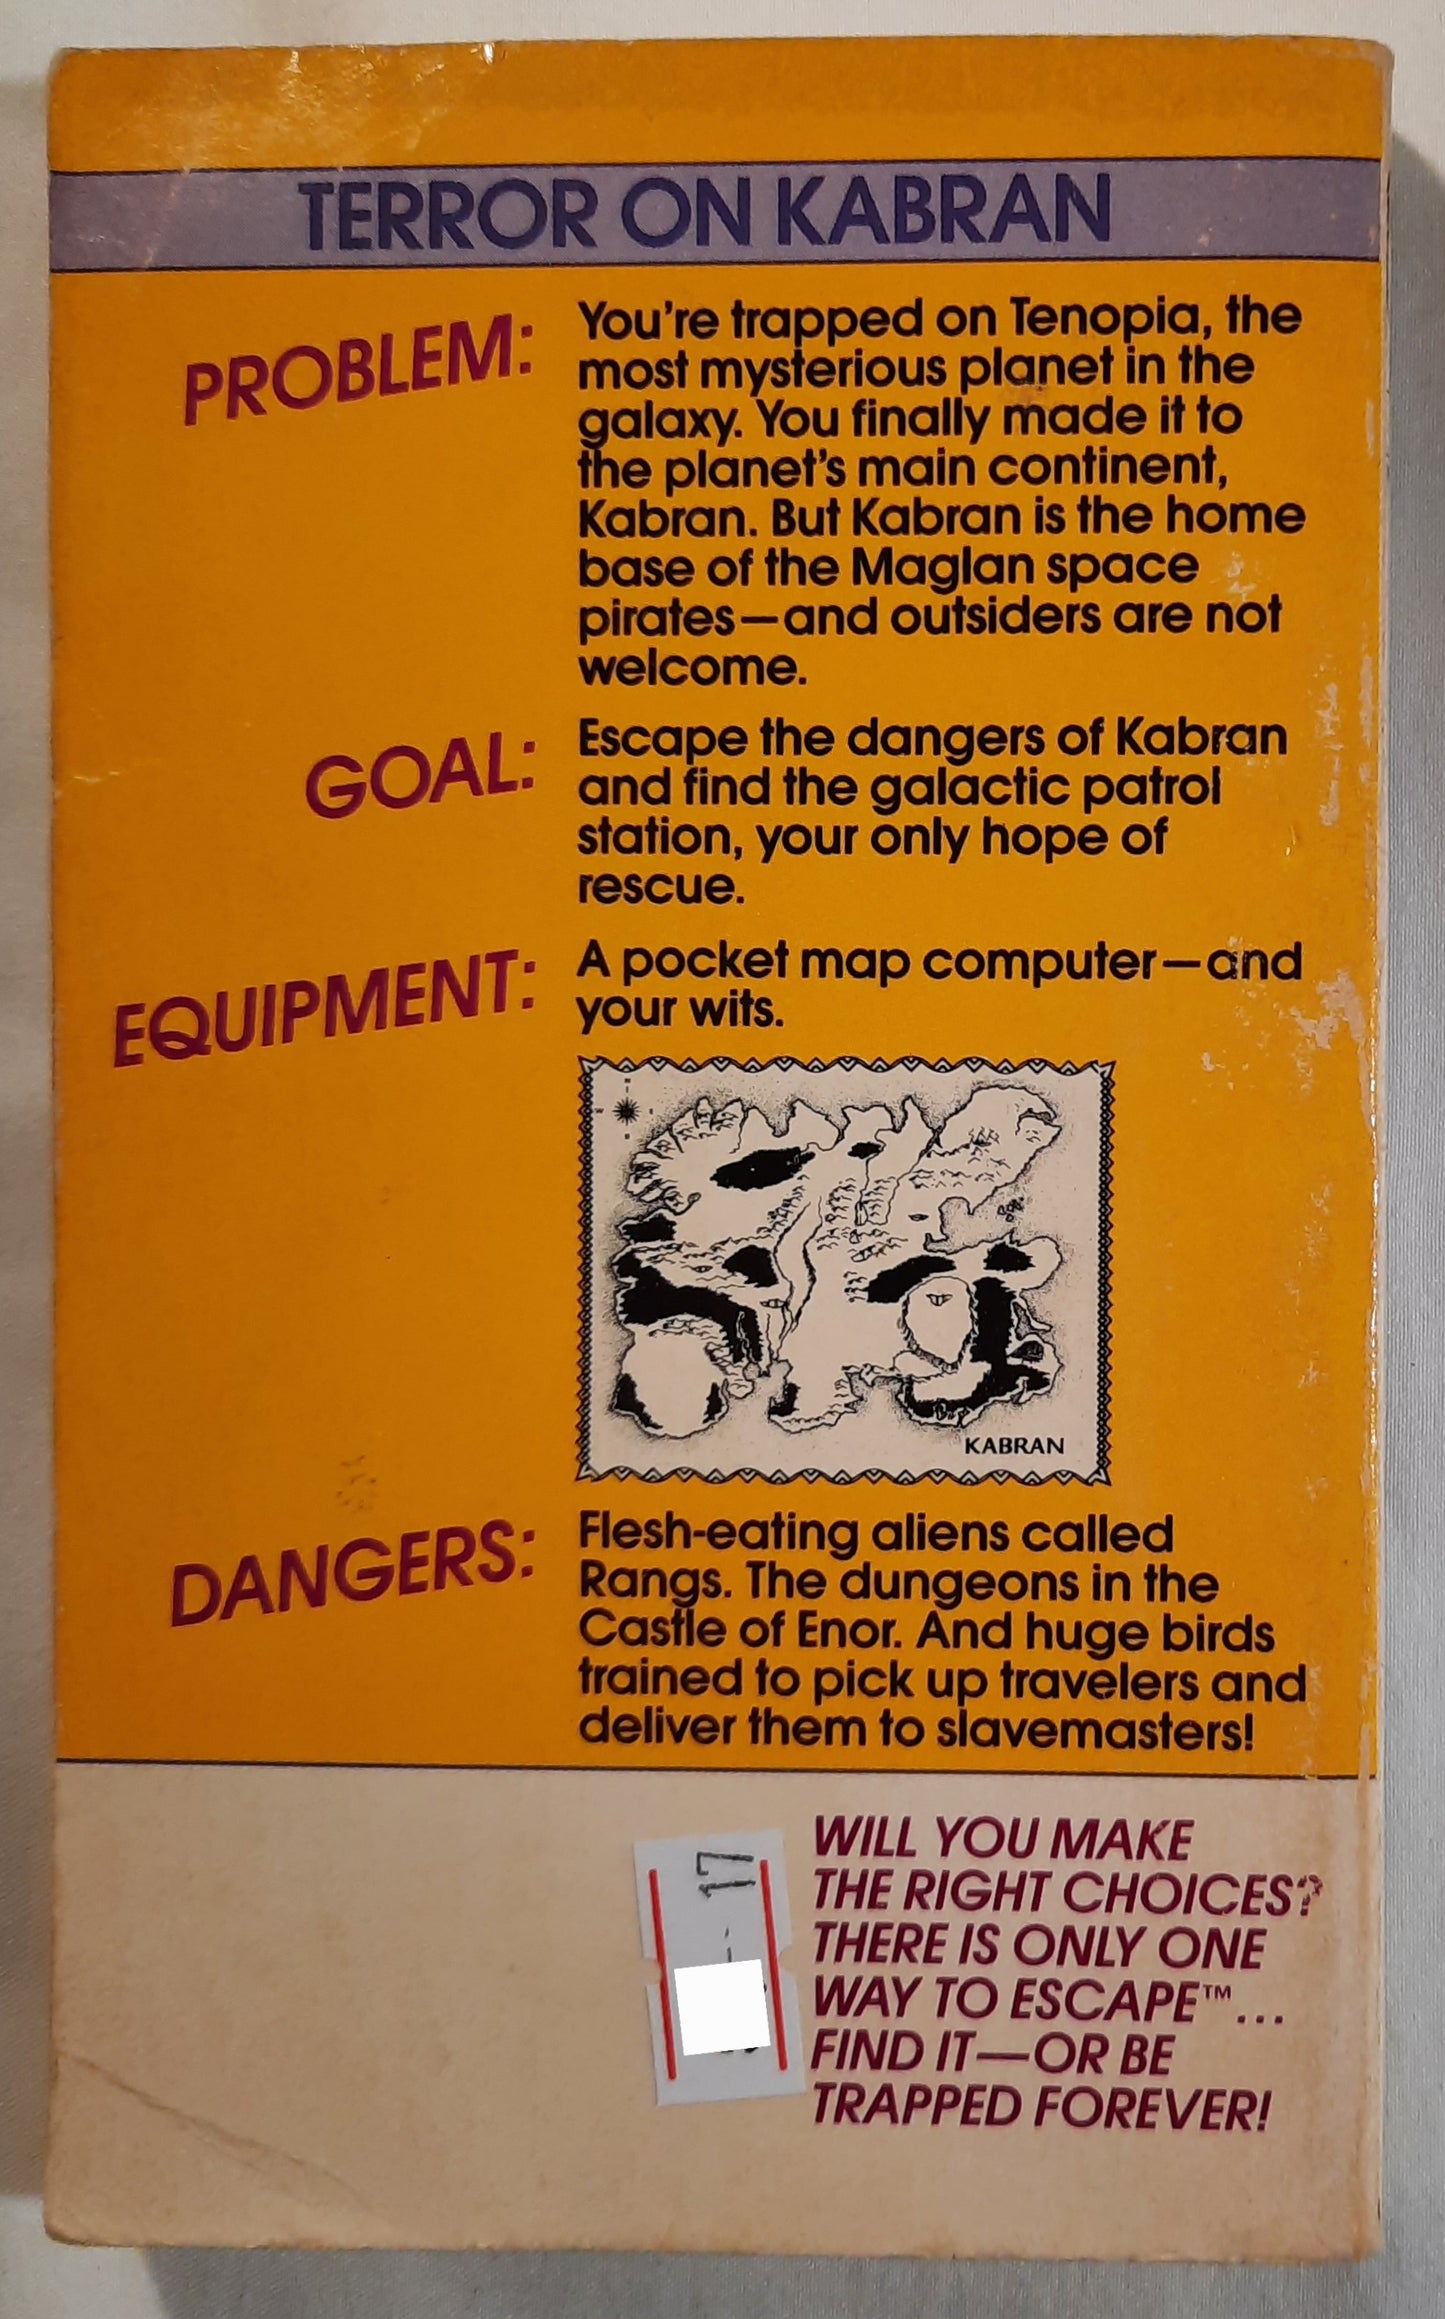 TERROR ON KABRAN
PROBLEM:
You're trapped on Tenopia, the
most mysterious planet in the
galaxy. You finally made it to
the planet's main continent,
Kabran. But Kabran is the home
base of the Maglan space
pirates—and outsiders are not
welcome.
GOAL:
Escape the dangers of Kabran
and find the galactic patrol
station, your only hope of
rescue.
EQUIPMENT:
A pocket map computer—and
your wits.
KABRAN
DANGERS:
Flesh-eating aliens called
Rangs. The dungeons in the
Castle of Enor. And huge birds
trained to pick up travelers and
deliver them to slavemasters!
17
WILL YOU MAKE
THE RIGHT CHOICES?
THERE IS ONLY ONE
WAY TO ESCAPE™...
FIND IT—OR BE
TRAPPED FOREVER!